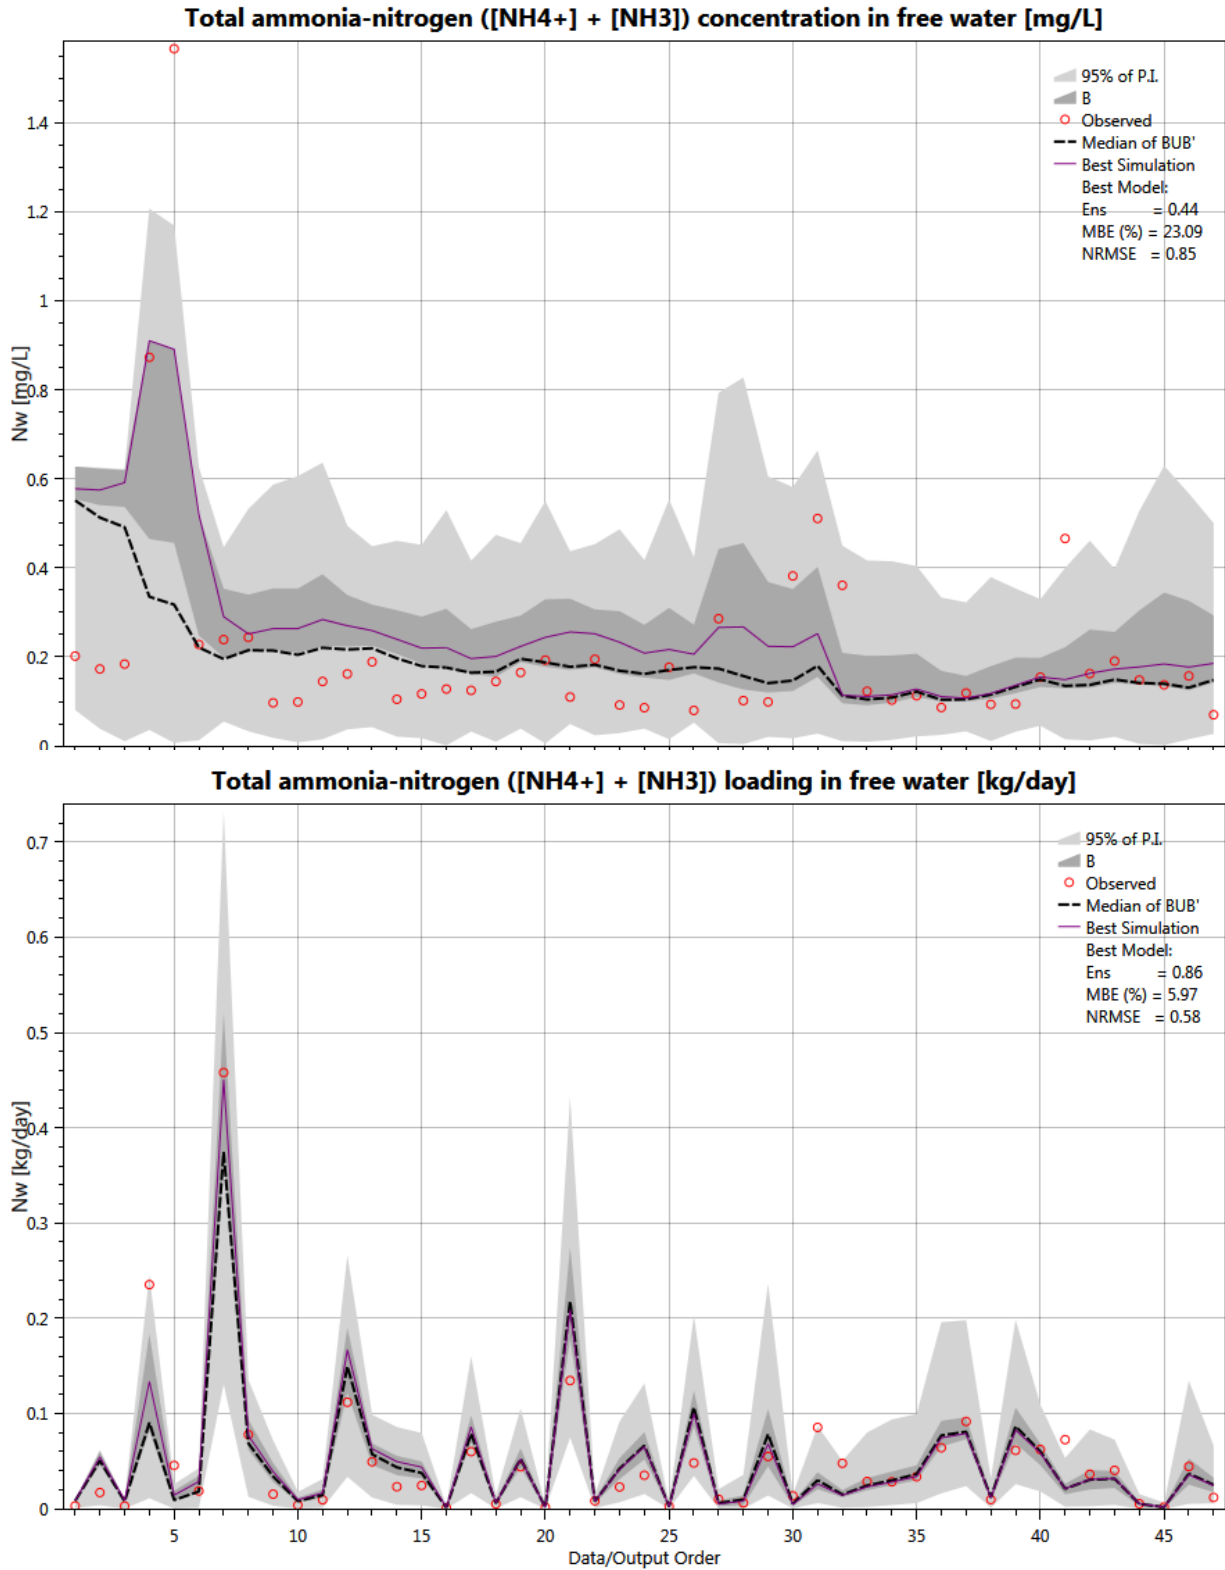 Total ammonia-nitrogen ([NH4+] + [NH3]) concentration in free water [mg/L]
95% of P.I.
B
Observed
Median of BUB'
Best Simulation
Best Model:
Ens = 0.44
MBE (%) = 23.09
NRMSE = 0.85
Nw [mg/L]
1.4
1.2
1
0.8
0.6
0.4
0.2
0
Total ammonia-nitrogen ([NH4+] + [NH3]) loading in free water [kg/day]
95% of P.I.
B
Observed
Median of BUB'
Best Simulation
Best Model:
Ens = 0.86
MBE (%) = 5.97
NRMSE = 0.58
Nw [kg/day]
0.7
0.6
0.5
0.4
0.3
0.2
0.1
0
5 10 15 20 25 30 35 40 45
Data/Output Order